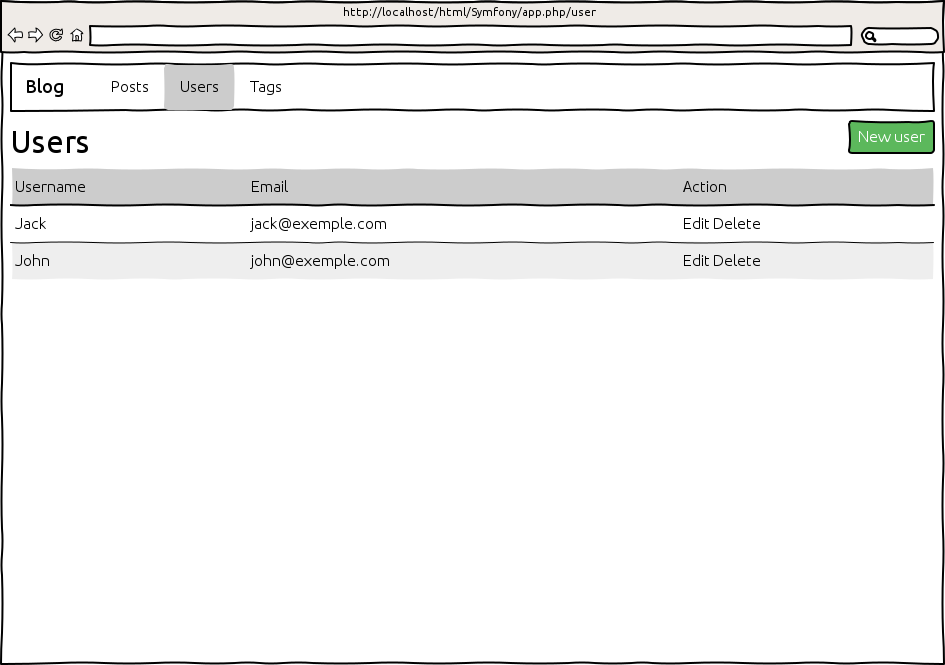 http://localhost/html/Symfony/app.php/user
Blog Posts Users Tags
Users New user
Username Email Action
Jack jack@exemple.com Edit Delete
John john@exemple.com Edit Delete